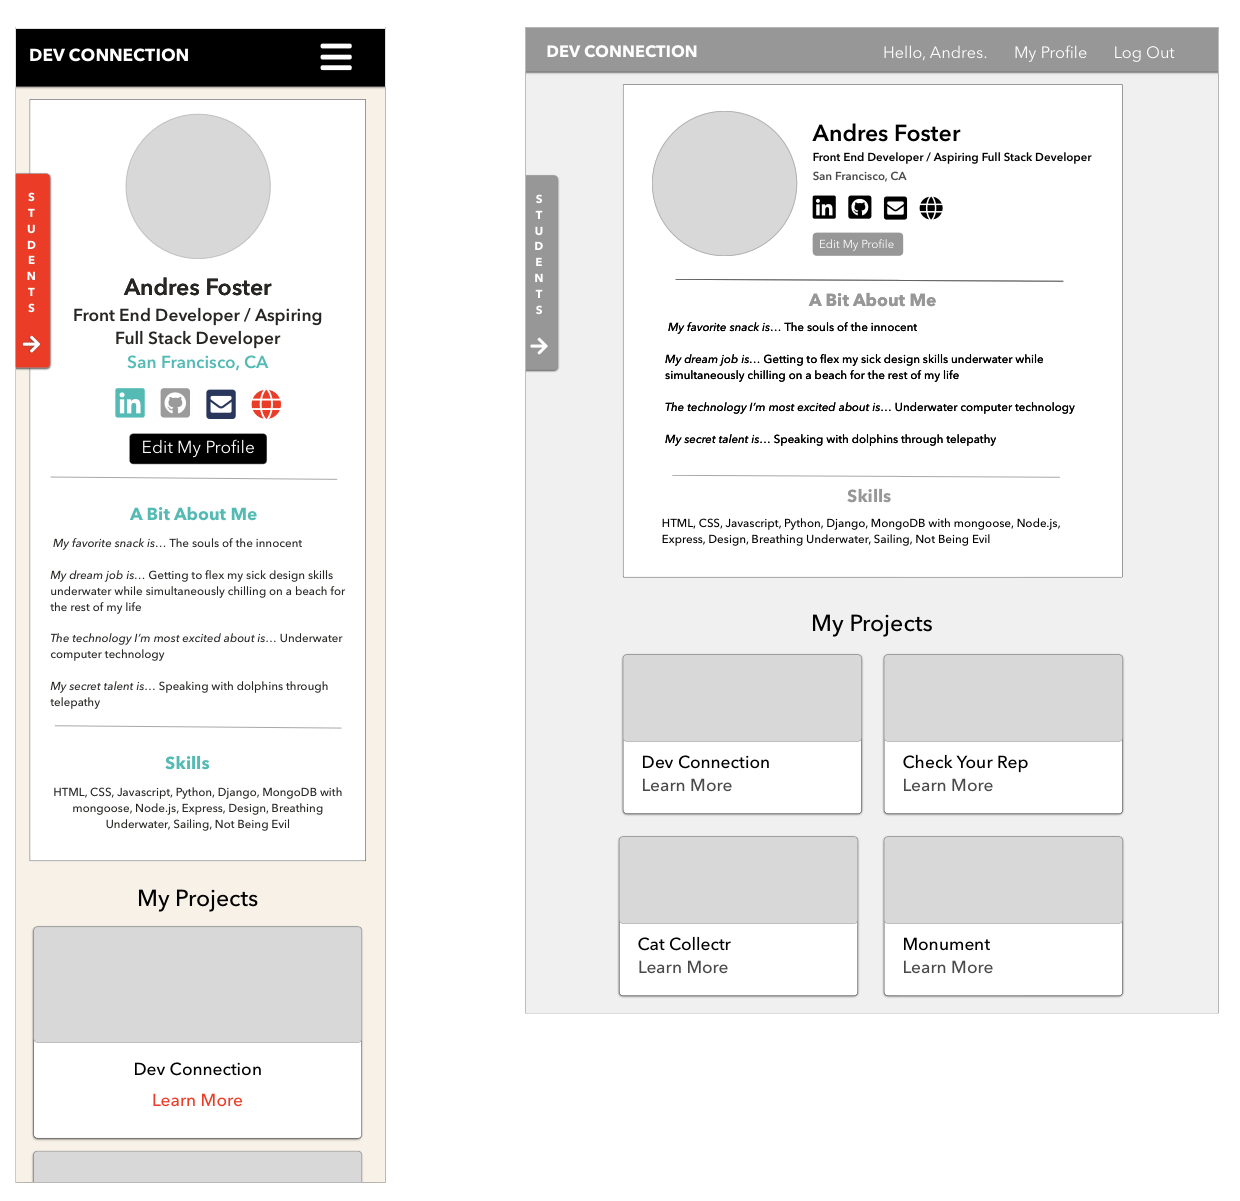 DEV CONNECTION
S
T
U
D
E
N
T
S
Andres Foster
Front End Developer / Aspiring
Full Stack Developer
San Francisco, CA
in
Edit My Profile
A Bit About Me
My favorite snack is... The souls of the innocent
My dream job is... Getting to flex my sick design skills
underwater while simultaneously chilling on a beach for
the rest of my life
The technology I'm most excited about is... Underwater
computer technology
My secret talent is... Speaking with dolphins through
telepathy
Skills
HTML, CSS, Javascript, Python, Django, MongoDB with
mongoose, Node.js, Express, Design, Breathing
Underwater, Sailing, Not Being Evil
My Projects
Dev Connection
Learn More
DEV CONNECTION
Hello, Andres. My Profile Log Out
S
T
U
D
E
N
T
S
Andres Foster
Front End Developer / Aspiring Full Stack Developer
San Francisco, CA
in
Edit My Profile
A Bit About Me
My favorite snack is... The souls of the innocent
My dream job is... Getting to flex my sick design skills underwater while
simultaneously chilling on a beach for the rest of my life
The technology I'm most excited about is... Underwater computer technology
My secret talent is... Speaking with dolphins through telepathy
Skills
HTML, CSS, Javascript, Python, Django, MongoDB with mongoose, Node.js,
Express, Design, Breathing Underwater, Sailing, Not Being Evil
My Projects
Dev Connection
Learn More
Check Your Rep
Learn More
Cat Collectr
Learn More
Monument
Learn More